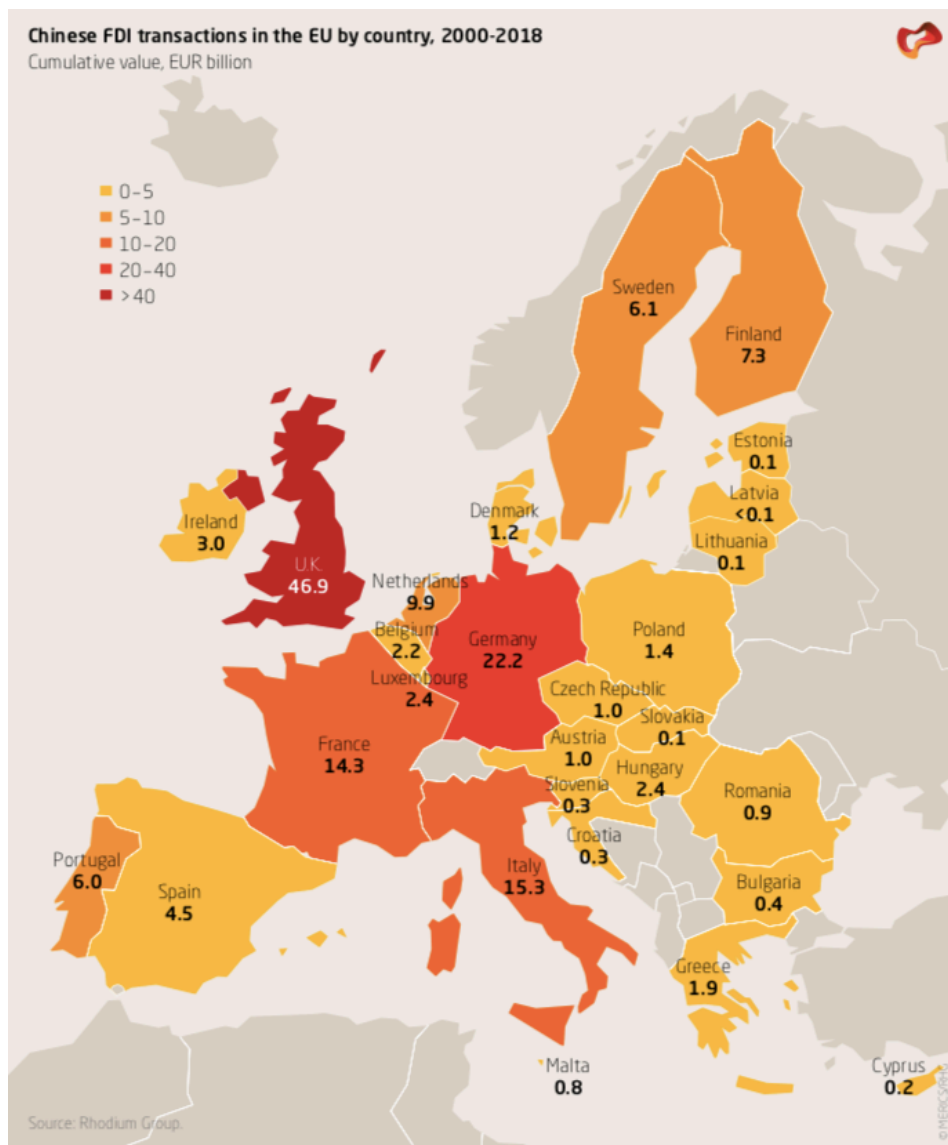 Chinese FDI transactions in the EU by country, 2000-2018
Cumulative value, EUR billion
0–5
5–10
10–20
20–40
>40
Sweden
6.1
Finland
7.3
Estonia
0.1
Latvia
<0.1
Lithuania
0.1
Denmark
1.2
Ireland
3.0
U.K.
46.9
Netherlands
9.9
Belgium
2.2
Luxembourg
2.4
Germany
22.2
Poland
1.4
Czech Republic
1.0
Slovakia
0.1
Austria
1.0
Hungary
2.4
Slovenia
0.3
Croatia
0.3
Romania
0.9
Bulgaria
0.4
France
14.3
Italy
15.3
Portugal
6.0
Spain
4.5
Greece
1.9
Malta
0.8
Cyprus
0.2
Source: Rhodium Group.
©MERICS/RHG